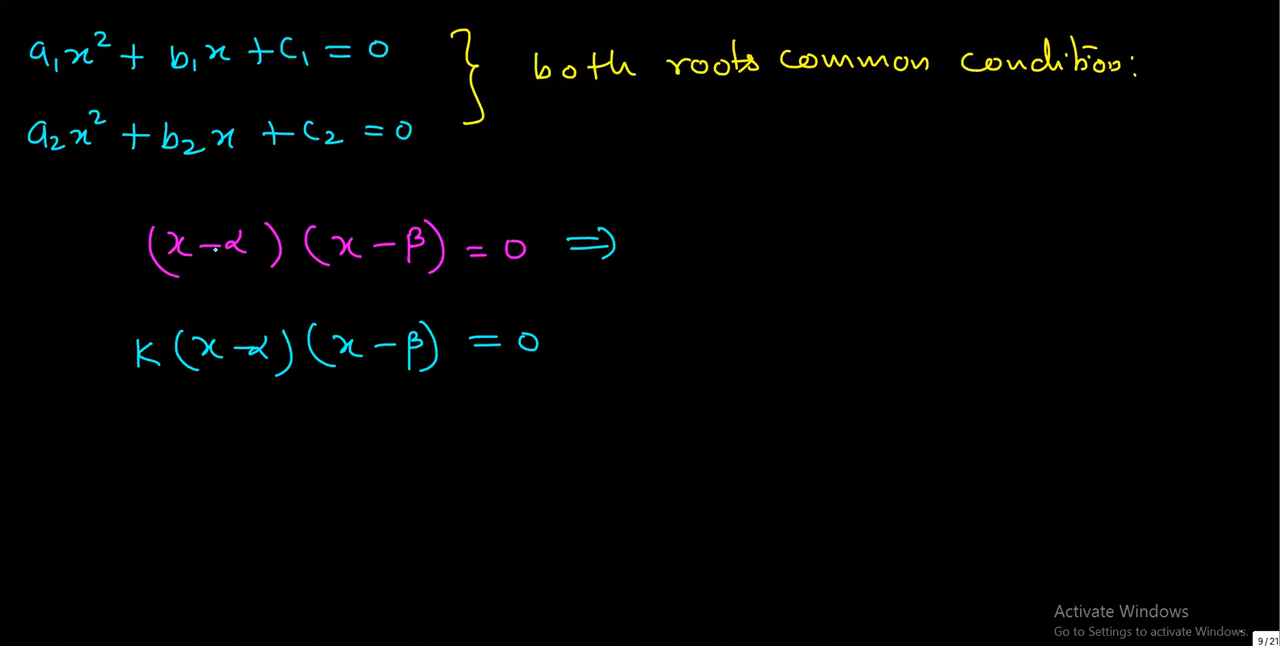 a₁x² + b₁x + c₁ = 0
both roots common condition:
a₂x² + b₂x + c₂ = 0
(x-α) (x-β) = 0 ⇒
K(x-α)(x-β) = 0
Activate Windows
Go to Settings to activate Windows.
9/21